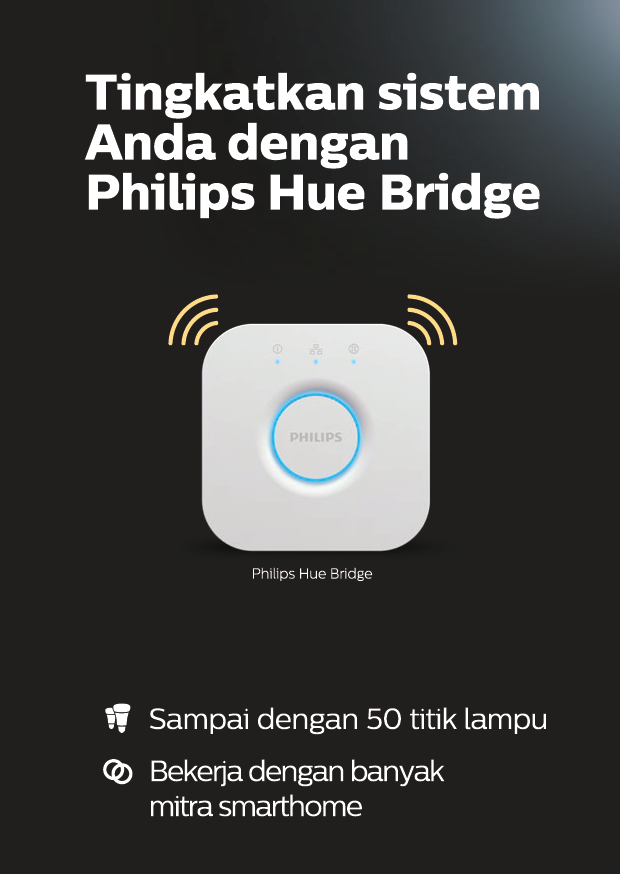 Tingkatkan sistem
Anda dengan
Philips Hue Bridge
PHILIPS
Philips Hue Bridge
Sampai dengan 50 titik lampu
Bekerja dengan banyak
mitra smarthome